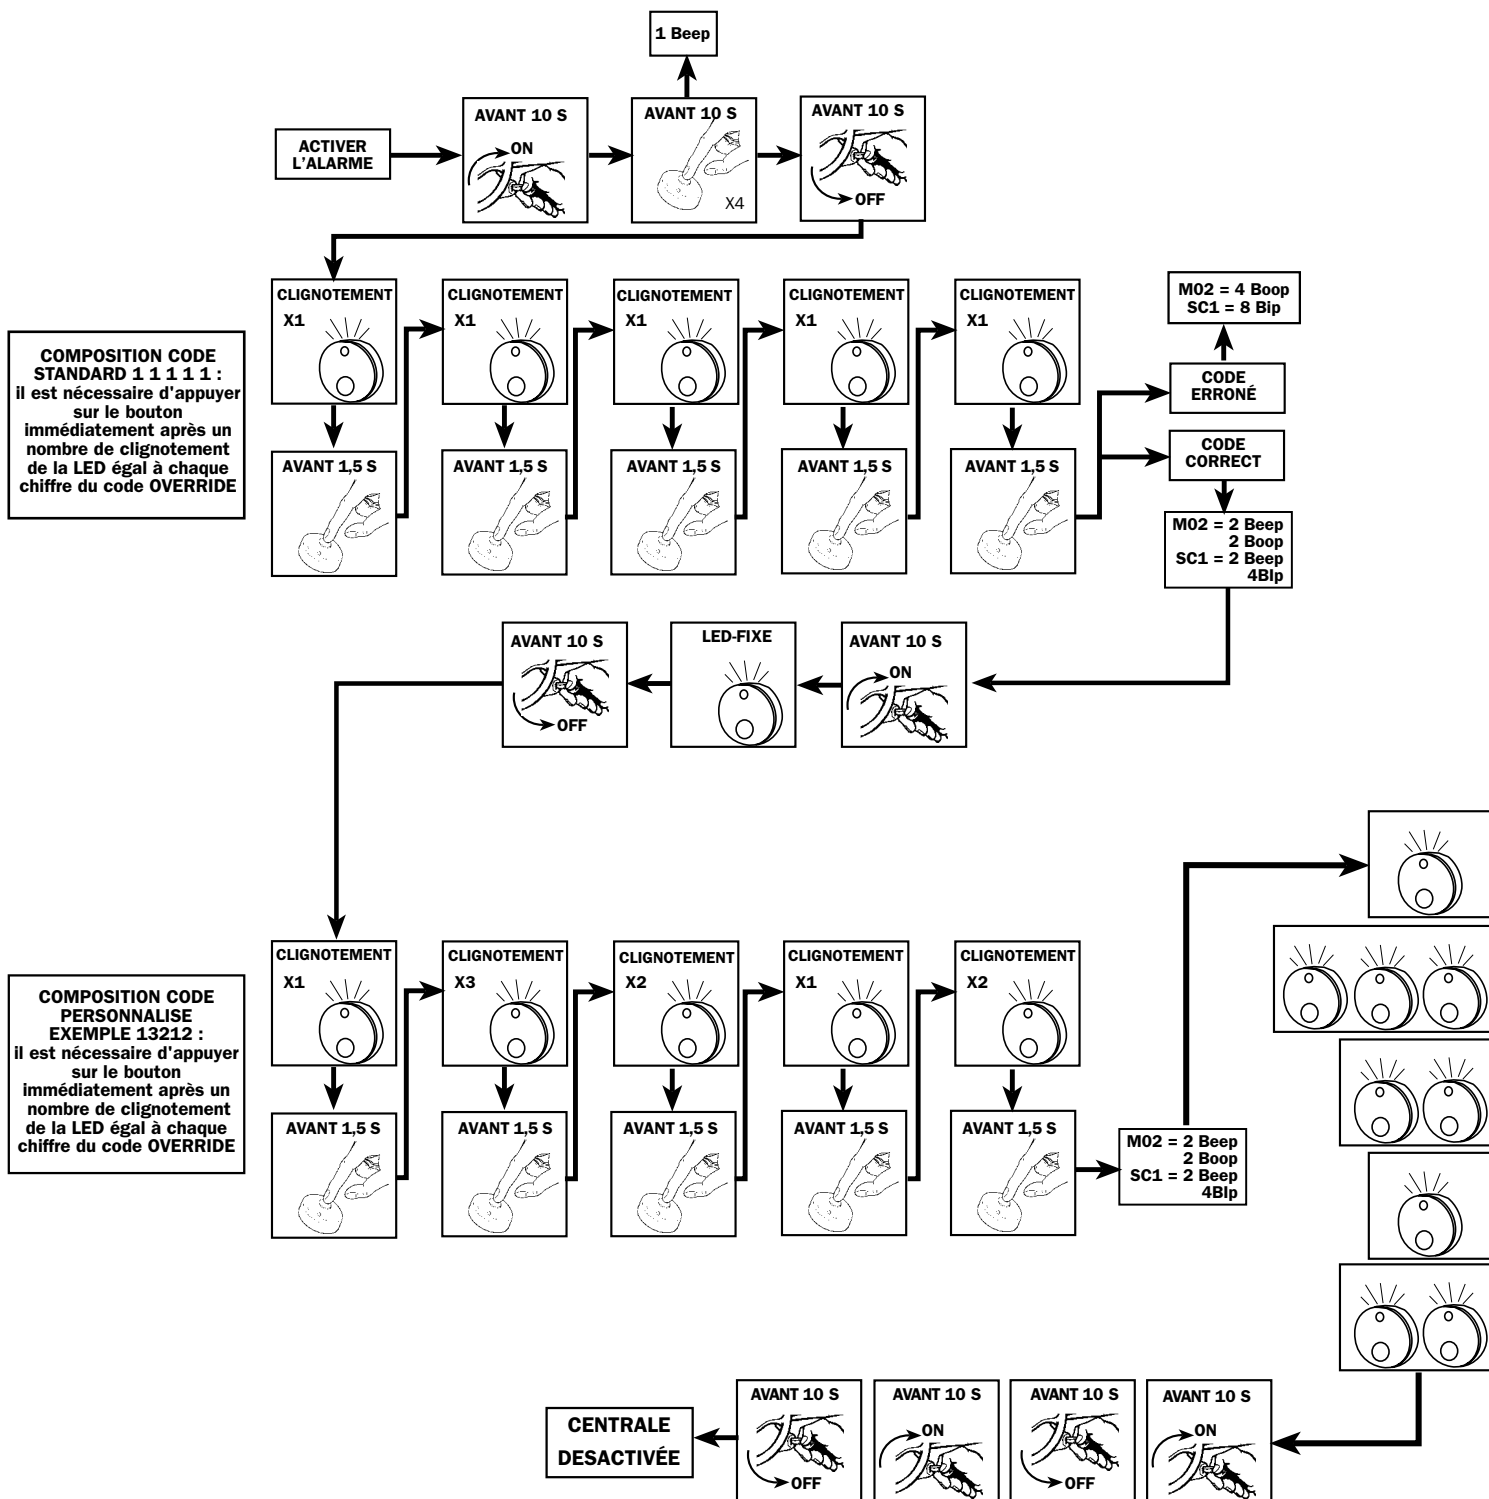 1 Beep
ACTIVER
L'ALARME
AVANT 10 S
ON
AVANT 10 S
X4
AVANT 10 S
OFF
COMPOSITION CODE
STANDARD 1 1 1 1 1 :
il est nécessaire d'appuyer
sur le bouton
immédiatement après un
nombre de clignotement
de la LED égal à chaque
chiffre du code OVERRIDE
CLIGNOTEMENT
X1
CLIGNOTEMENT
X1
CLIGNOTEMENT
X1
CLIGNOTEMENT
X1
CLIGNOTEMENT
X1
AVANT 1,5 S
AVANT 1,5 S
AVANT 1,5 S
AVANT 1,5 S
AVANT 1,5 S
M02 = 4 Boop
SC1 = 8 Bip
CODE
ERRONÉ
CODE
CORRECT
M02 = 2 Beep
2 Boop
SC1 = 2 Beep
4BIp
AVANT 10 S
OFF
LED-FIXE
AVANT 10 S
ON
COMPOSITION CODE
PERSONNALISE
EXEMPLE 13212 :
il est nécessaire d'appuyer
sur le bouton
immédiatement après un
nombre de clignotement
de la LED égal à chaque
chiffre du code OVERRIDE
CLIGNOTEMENT
X1
CLIGNOTEMENT
X3
CLIGNOTEMENT
X2
CLIGNOTEMENT
X1
CLIGNOTEMENT
X2
AVANT 1,5 S
AVANT 1,5 S
AVANT 1,5 S
AVANT 1,5 S
AVANT 1,5 S
M02 = 2 Beep
2 Boop
SC1 = 2 Beep
4BIp
CENTRALE
DESACTIVÉE
AVANT 10 S
OFF
AVANT 10 S
ON
AVANT 10 S
OFF
AVANT 10 S
ON